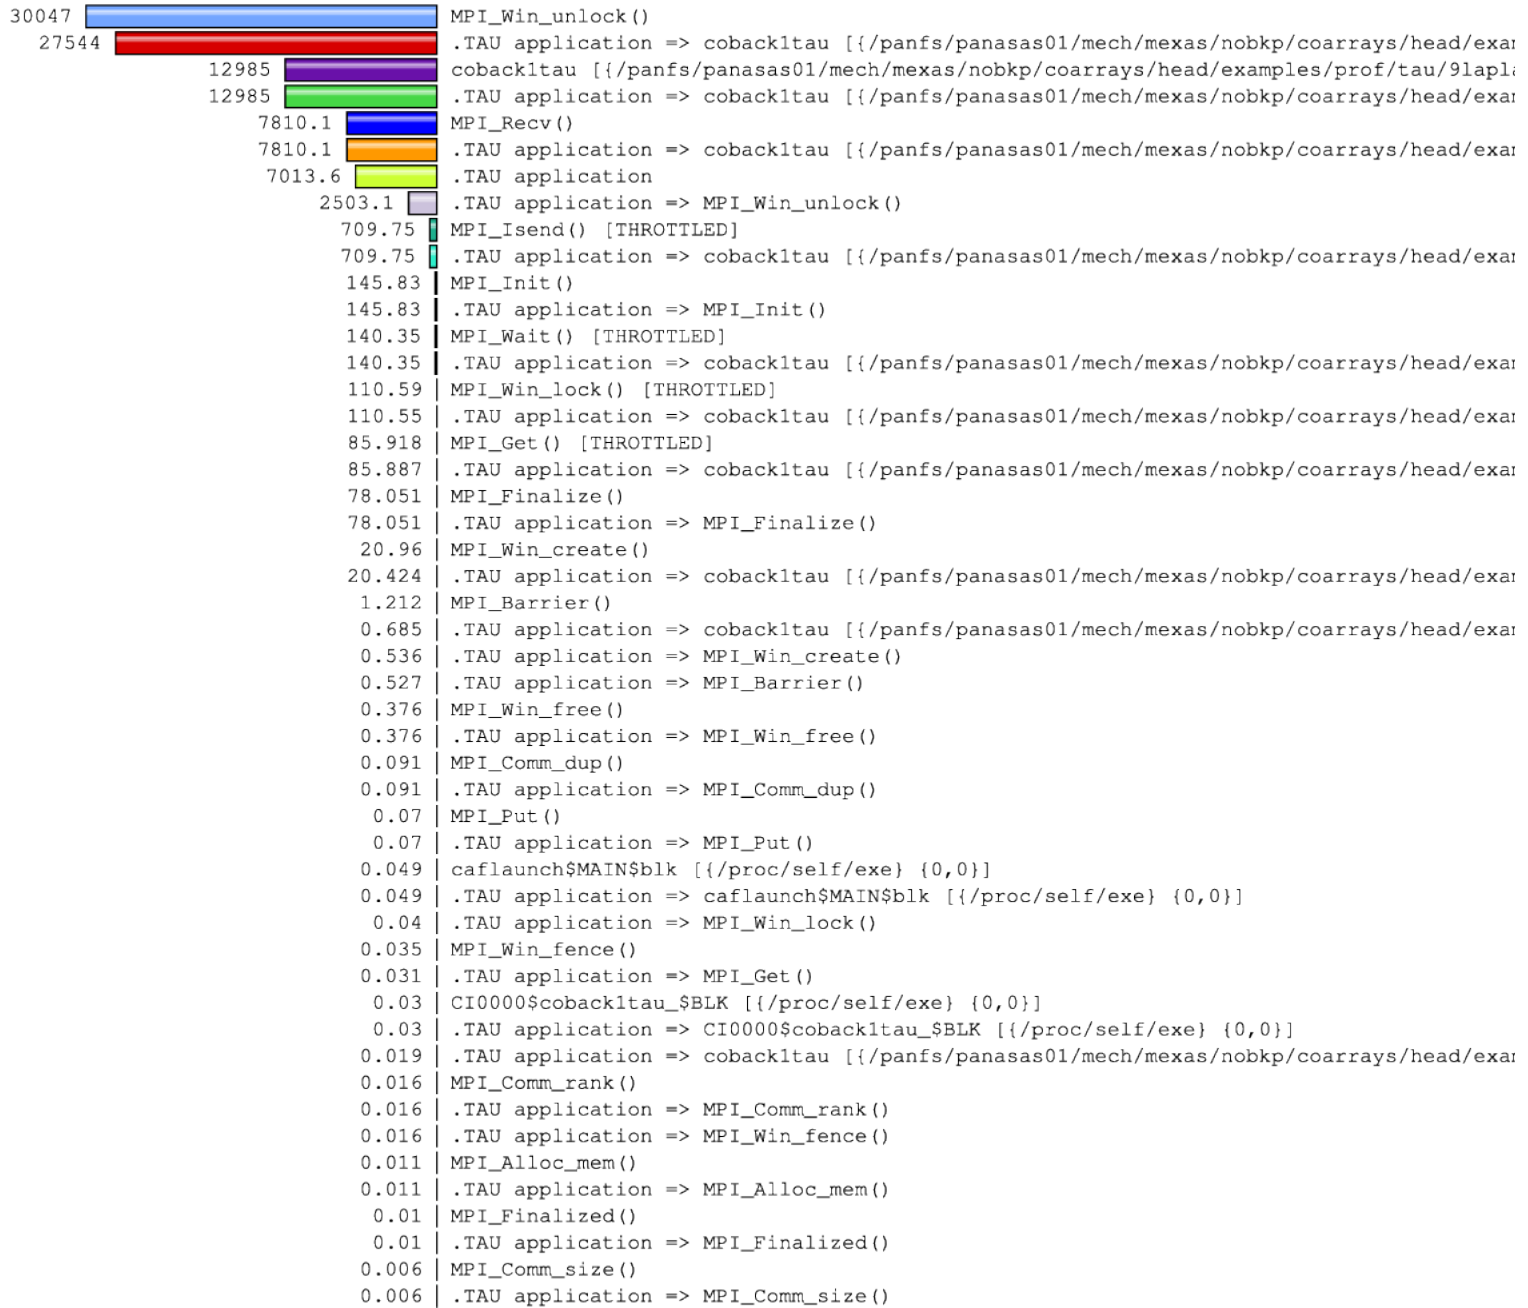 30047 MPI_Win_unlock()
27544 .TAU application => coback1tau [{/panfs/panasas01/mech/mexas/nobkp/coarrays/head/exam
12985 coback1tau [{/panfs/panasas01/mech/mexas/nobkp/coarrays/head/examples/prof/tau/9lapla
12985 .TAU application => coback1tau [{/panfs/panasas01/mech/mexas/nobkp/coarrays/head/exam
7810.1 MPI_Recv()
7810.1 .TAU application => coback1tau [{/panfs/panasas01/mech/mexas/nobkp/coarrays/head/exam
7013.6 .TAU application
2503.1 .TAU application => MPI_Win_unlock()
709.75 MPI_Isend() [THROTTLED]
709.75 .TAU application => coback1tau [{/panfs/panasas01/mech/mexas/nobkp/coarrays/head/exam
145.83 MPI_Init()
145.83 .TAU application => MPI_Init()
140.35 MPI_Wait() [THROTTLED]
140.35 .TAU application => coback1tau [{/panfs/panasas01/mech/mexas/nobkp/coarrays/head/exam
110.59 MPI_Win_lock() [THROTTLED]
110.55 .TAU application => coback1tau [{/panfs/panasas01/mech/mexas/nobkp/coarrays/head/exam
85.918 MPI_Get() [THROTTLED]
85.887 .TAU application => coback1tau [{/panfs/panasas01/mech/mexas/nobkp/coarrays/head/exam
78.051 MPI_Finalize()
78.051 .TAU application => MPI_Finalize()
20.96 MPI_Win_create()
20.424 .TAU application => coback1tau [{/panfs/panasas01/mech/mexas/nobkp/coarrays/head/exam
1.212 MPI_Barrier()
0.685 .TAU application => coback1tau [{/panfs/panasas01/mech/mexas/nobkp/coarrays/head/exam
0.536 .TAU application => MPI_Win_create()
0.527 .TAU application => MPI_Barrier()
0.376 MPI_Win_free()
0.376 .TAU application => MPI_Win_free()
0.091 MPI_Comm_dup()
0.091 .TAU application => MPI_Comm_dup()
0.07 MPI_Put()
0.07 .TAU application => MPI_Put()
0.049 caflaunch$MAIN$blk [{/proc/self/exe} {0,0}]
0.049 .TAU application => caflaunch$MAIN$blk [{/proc/self/exe} {0,0}]
0.04 .TAU application => MPI_Win_lock()
0.035 MPI_Win_fence()
0.031 .TAU application => MPI_Get()
0.03 CI0000$coback1tau_$BLK [{/proc/self/exe} {0,0}]
0.03 .TAU application => CI0000$coback1tau_$BLK [{/proc/self/exe} {0,0}]
0.019 .TAU application => coback1tau [{/panfs/panasas01/mech/mexas/nobkp/coarrays/head/exam
0.016 MPI_Comm_rank()
0.016 .TAU application => MPI_Comm_rank()
0.016 .TAU application => MPI_Win_fence()
0.011 MPI_Alloc_mem()
0.011 .TAU application => MPI_Alloc_mem()
0.01 MPI_Finalized()
0.01 .TAU application => MPI_Finalized()
0.006 MPI_Comm_size()
0.006 .TAU application => MPI_Comm_size()